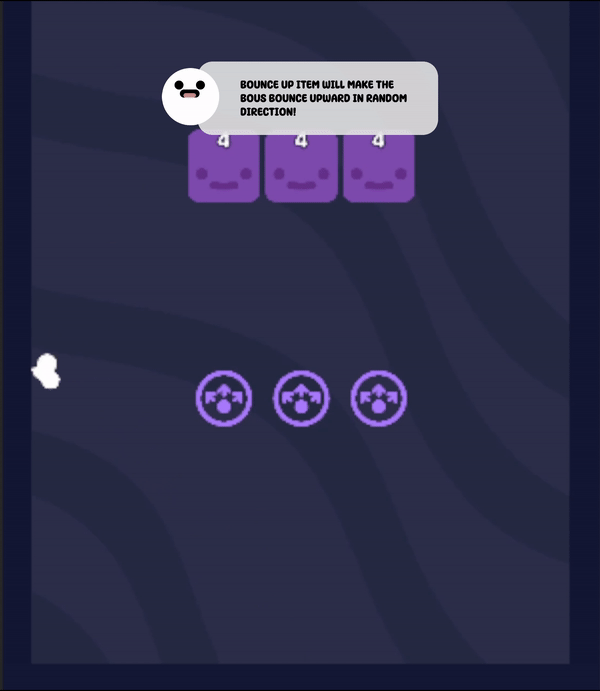 BOUNCE UP ITEM WILL MAKE THE
BOUS BOUNCE UPWARD IN RANDOM
DIRECTION!
4 4 4